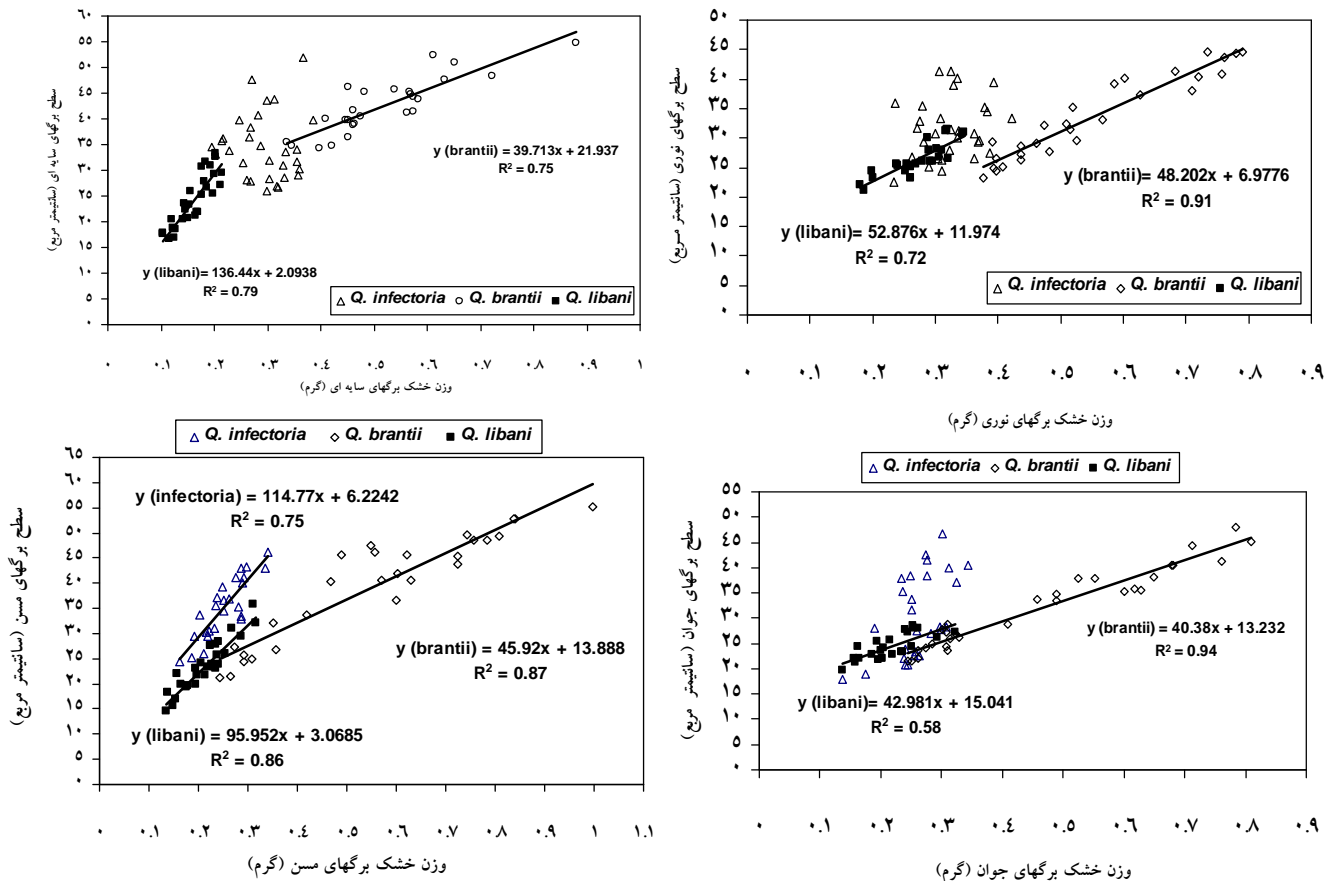 ۶۰
۵۵
۵۰
۴۵
۴۰
۳۵
۳۰
۲۵
۲۰
۱۵
۱۰
۵
۰
سطح برگهای سایه ای (سانتیمتر مربع)
y (brantii)= 39.713x + 21.937
R² = 0.75
y (libani)= 136.44x + 2.0938
R² = 0.79
Q. infectoria Q. brantii Q. libani
۰ ۰.۱ ۰.۲ ۰.۳ ۰.۴ ۰.۵ ۰.۶ ۰.۷ ۰.۸ ۰.۹ ۱
وزن خشک برگهای سایه ای (گرم)
۵۰
۴۵
۴۰
۳۵
۳۰
۲۵
۲۰
۱۵
۱۰
۵
۰
سطح برگهای نوری (سانتیمتر مربع)
y (brantii)= 48.202x + 6.9776
R² = 0.91
y (libani)= 52.876x + 11.974
R² = 0.72
Q. infectoria Q. brantii Q. libani
۰ ۰.۱ ۰.۲ ۰.۳ ۰.۴ ۰.۵ ۰.۶ ۰.۷ ۰.۸ ۰.۹
وزن خشک برگهای نوری (گرم)
Q. infectoria Q. brantii Q. libani
۶۵
۶۰
۵۵
۵۰
۴۵
۴۰
۳۵
۳۰
۲۵
۲۰
۱۵
۱۰
۵
۰
سطح برگهای مسن (سانتیمتر مربع)
y (infectoria) = 114.77x + 6.2242
R² = 0.75
y (brantii) = 45.92x + 13.888
R² = 0.87
y (libani) = 95.952x + 3.0685
R² = 0.86
۰ ۰.۱ ۰.۲ ۰.۳ ۰.۴ ۰.۵ ۰.۶ ۰.۷ ۰.۸ ۰.۹ ۱ ۱.۱
وزن خشک برگهای مسن (گرم)
Q. infectoria Q. brantii Q. libani
۵۵
۵۰
۴۵
۴۰
۳۵
۳۰
۲۵
۲۰
۱۵
۱۰
۵
۰
سطح برگهای جوان (سانتیمتر مربع)
y (brantii)= 40.38x + 13.232
R² = 0.94
y (libani)= 42.981x + 15.041
R² = 0.58
۰ ۰.۱ ۰.۲ ۰.۳ ۰.۴ ۰.۵ ۰.۶ ۰.۷ ۰.۸ ۰.۹
وزن خشک برگهای جوان (گرم)